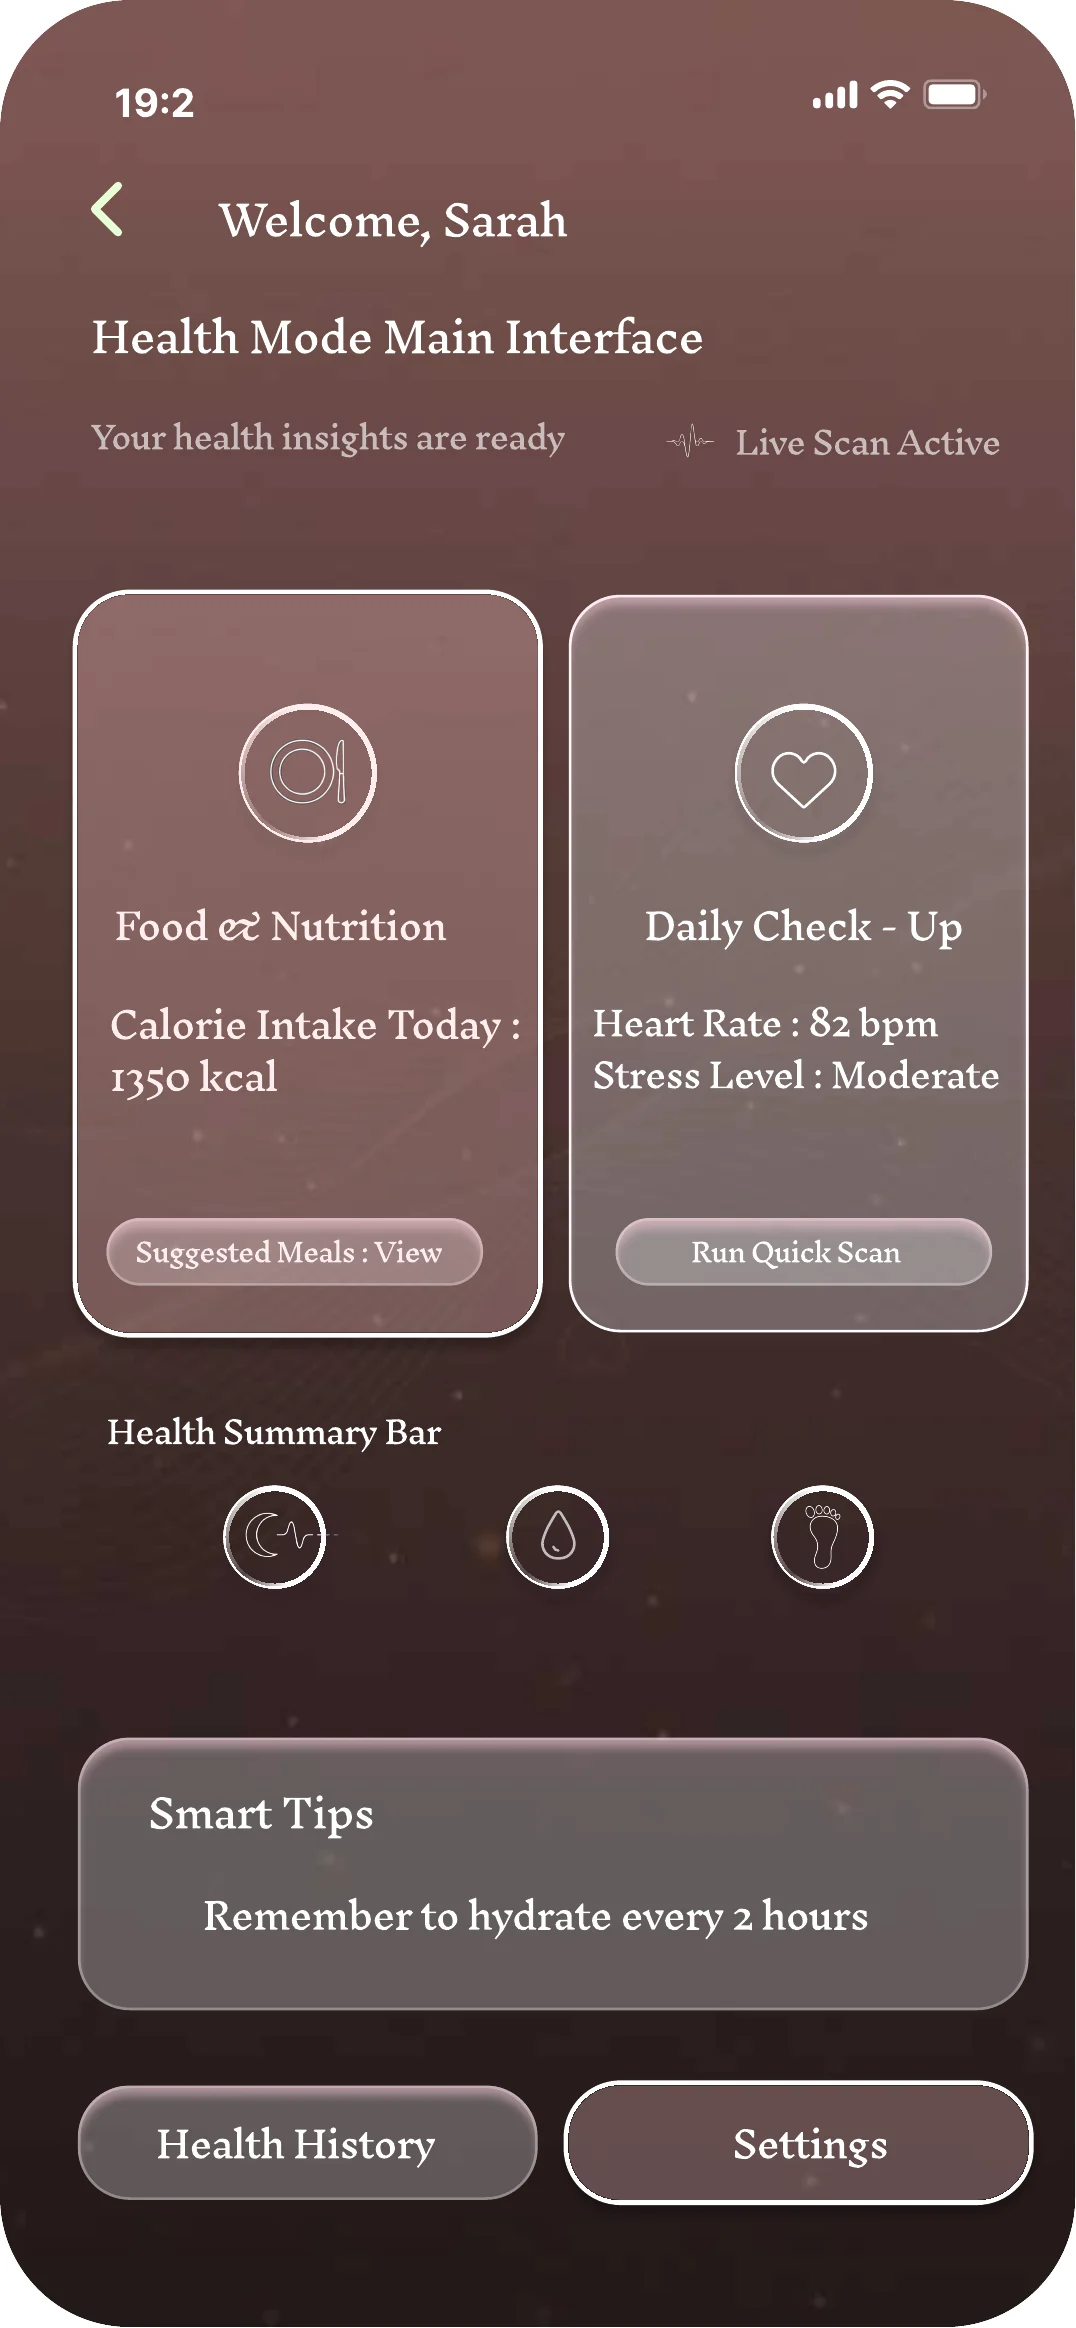 19:2
Welcome, Sarah
Health Mode Main Interface
Your health insights are ready
Live Scan Active
Food & Nutrition
Calorie Intake Today :
1350 kcal
Suggested Meals : View
Daily Check - Up
Heart Rate : 82 bpm
Stress Level : Moderate
Run Quick Scan
Health Summary Bar
Smart Tips
Remember to hydrate every 2 hours
Health History
Settings